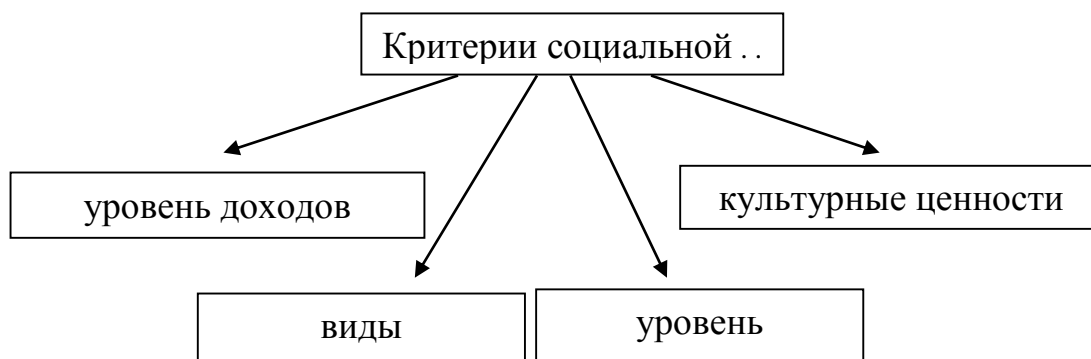 Критерии социальной . .
уровень доходов
культурные ценности
виды
уровень